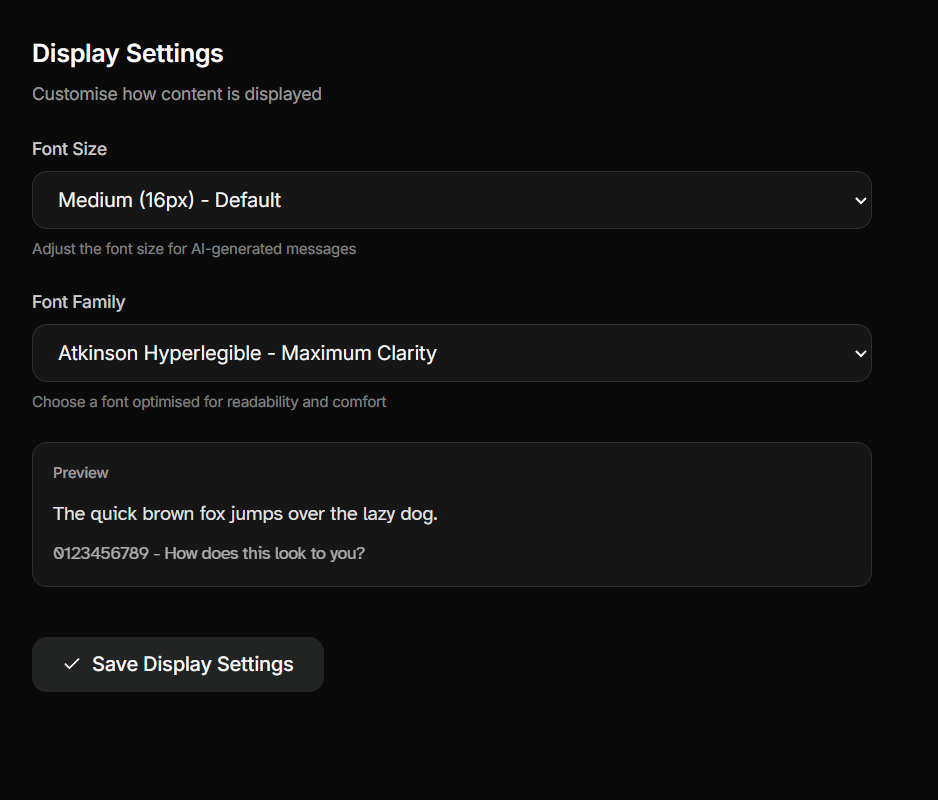 Display Settings
Customise how content is displayed
Font Size
Medium (16px) - Default
Adjust the font size for AI-generated messages
Font Family
Atkinson Hyperlegible - Maximum Clarity
Choose a font optimised for readability and comfort
Preview
The quick brown fox jumps over the lazy dog.
0123456789 - How does this look to you?
Save Display Settings